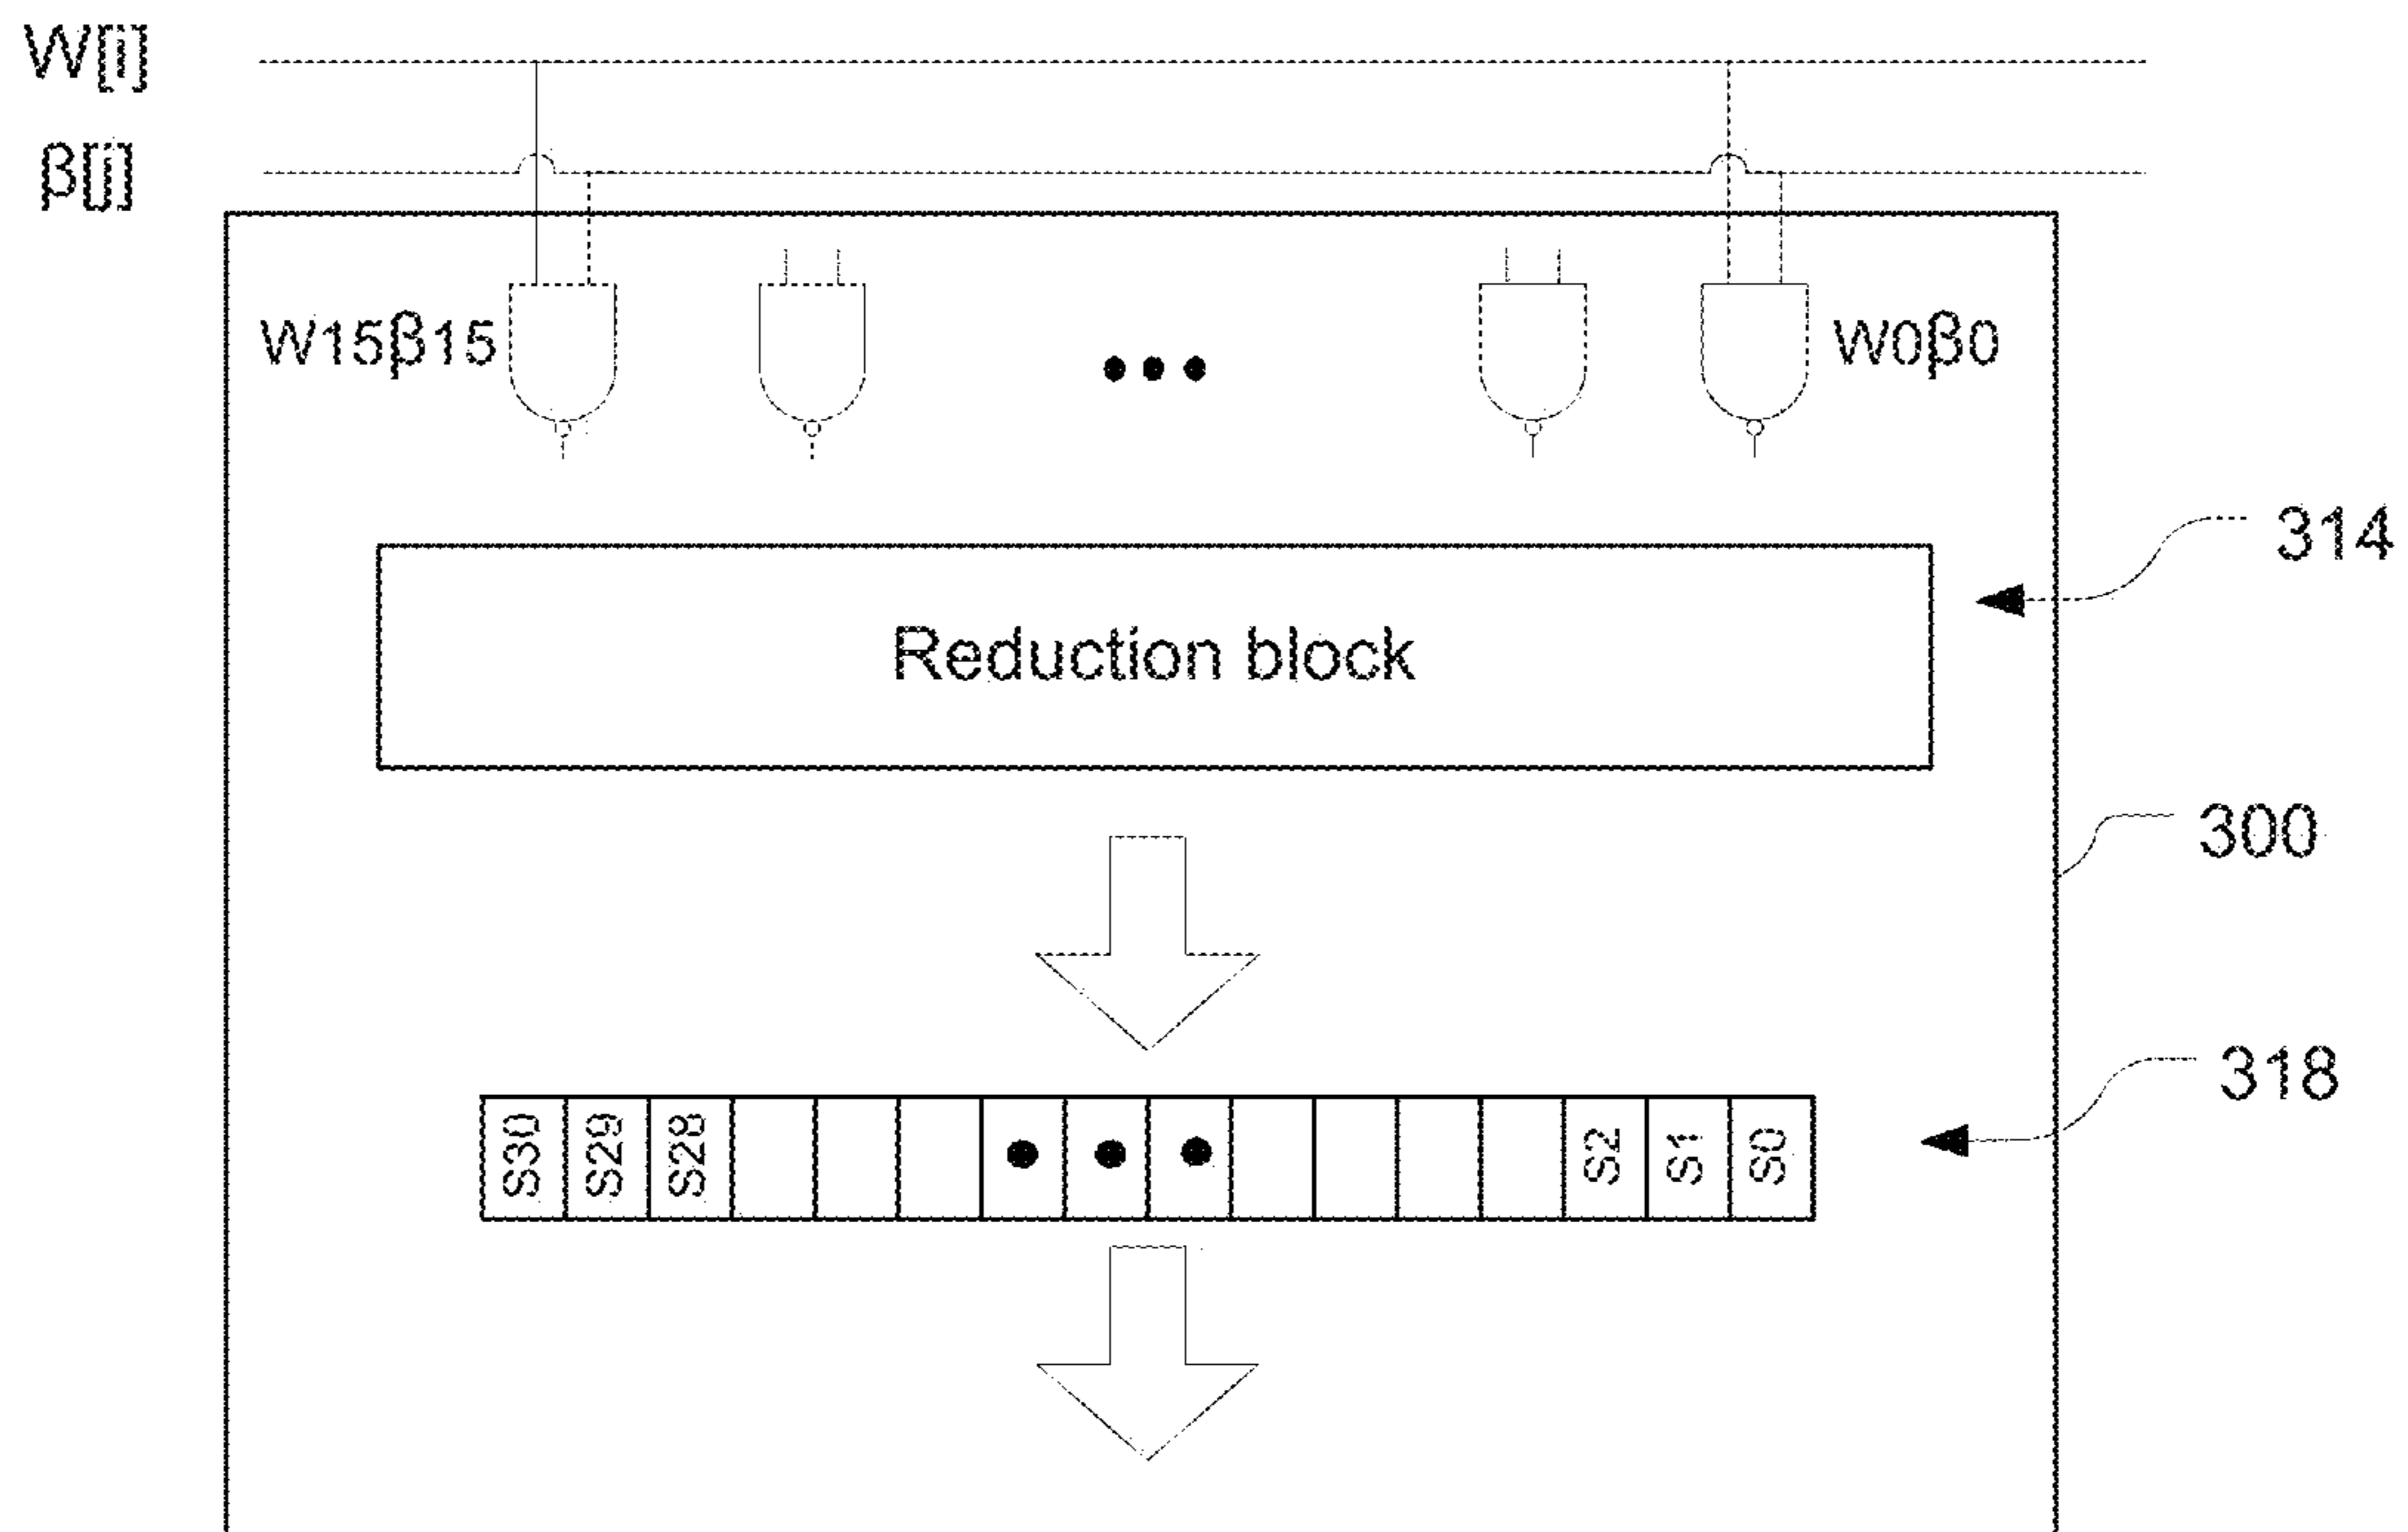 W[i]
β[j]
W15β15
W0β0
314
Reduction block
300
318
S30 S29 S28 S2 S1 S0